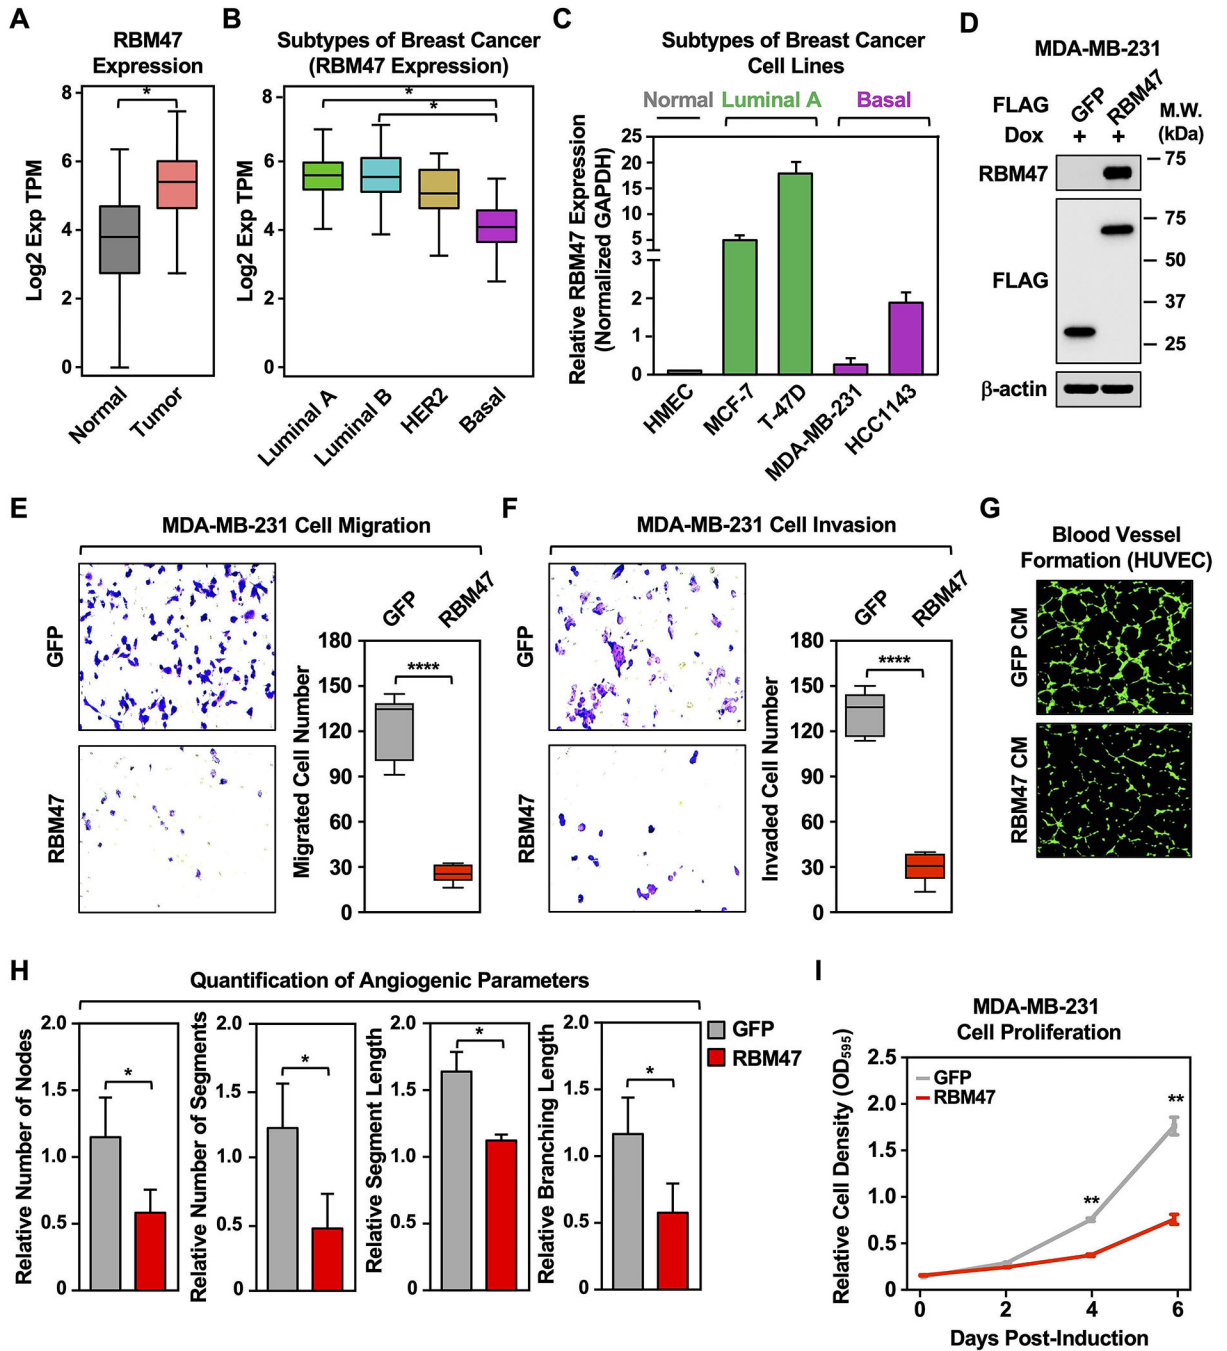 A
RBM47
Expression
Log2 Exp TPM
8
6
4
2
0
*
Normal
Tumor
B
Subtypes of Breast Cancer
(RBM47 Expression)
Log2 Exp TPM
8
6
4
2
0
*
*
Luminal A
Luminal B
HER2
Basal
C
Subtypes of Breast Cancer
Cell Lines
Normal Luminal A Basal
Relative RBM47 Expression
(Normalized GAPDH)
25
20
15
10
5
3
2
1
0
HMEC
MCF-7
T-47D
MDA-MB-231
HCC1143
D
MDA-MB-231
FLAG GFP RBM47 M.W.
Dox + + (kDa)
RBM47
75
FLAG
75
50
37
25
β-actin
E
MDA-MB-231 Cell Migration
GFP
RBM47
Migrated Cell Number
GFP RBM47
180
150
120
90
60
30
0
****
F
MDA-MB-231 Cell Invasion
GFP
RBM47
Invaded Cell Number
GFP RBM47
180
150
120
90
60
30
0
****
G
Blood Vessel
Formation (HUVEC)
GFP CM
RBM47 CM
H
Quantification of Angiogenic Parameters
Relative Number of Nodes
2.0
1.5
1.0
0.5
0
*
Relative Number of Segments
2.0
1.5
1.0
0.5
0
*
Relative Segment Length
2.0
1.5
1.0
0.5
0
*
Relative Branching Length
2.0
1.5
1.0
0.5
0
*
GFP
RBM47
I
MDA-MB-231
Cell Proliferation
Relative Cell Density (OD595)
2.5
2.0
1.5
1.0
0.5
0
GFP
RBM47
**
**
0 2 4 6
Days Post-Induction